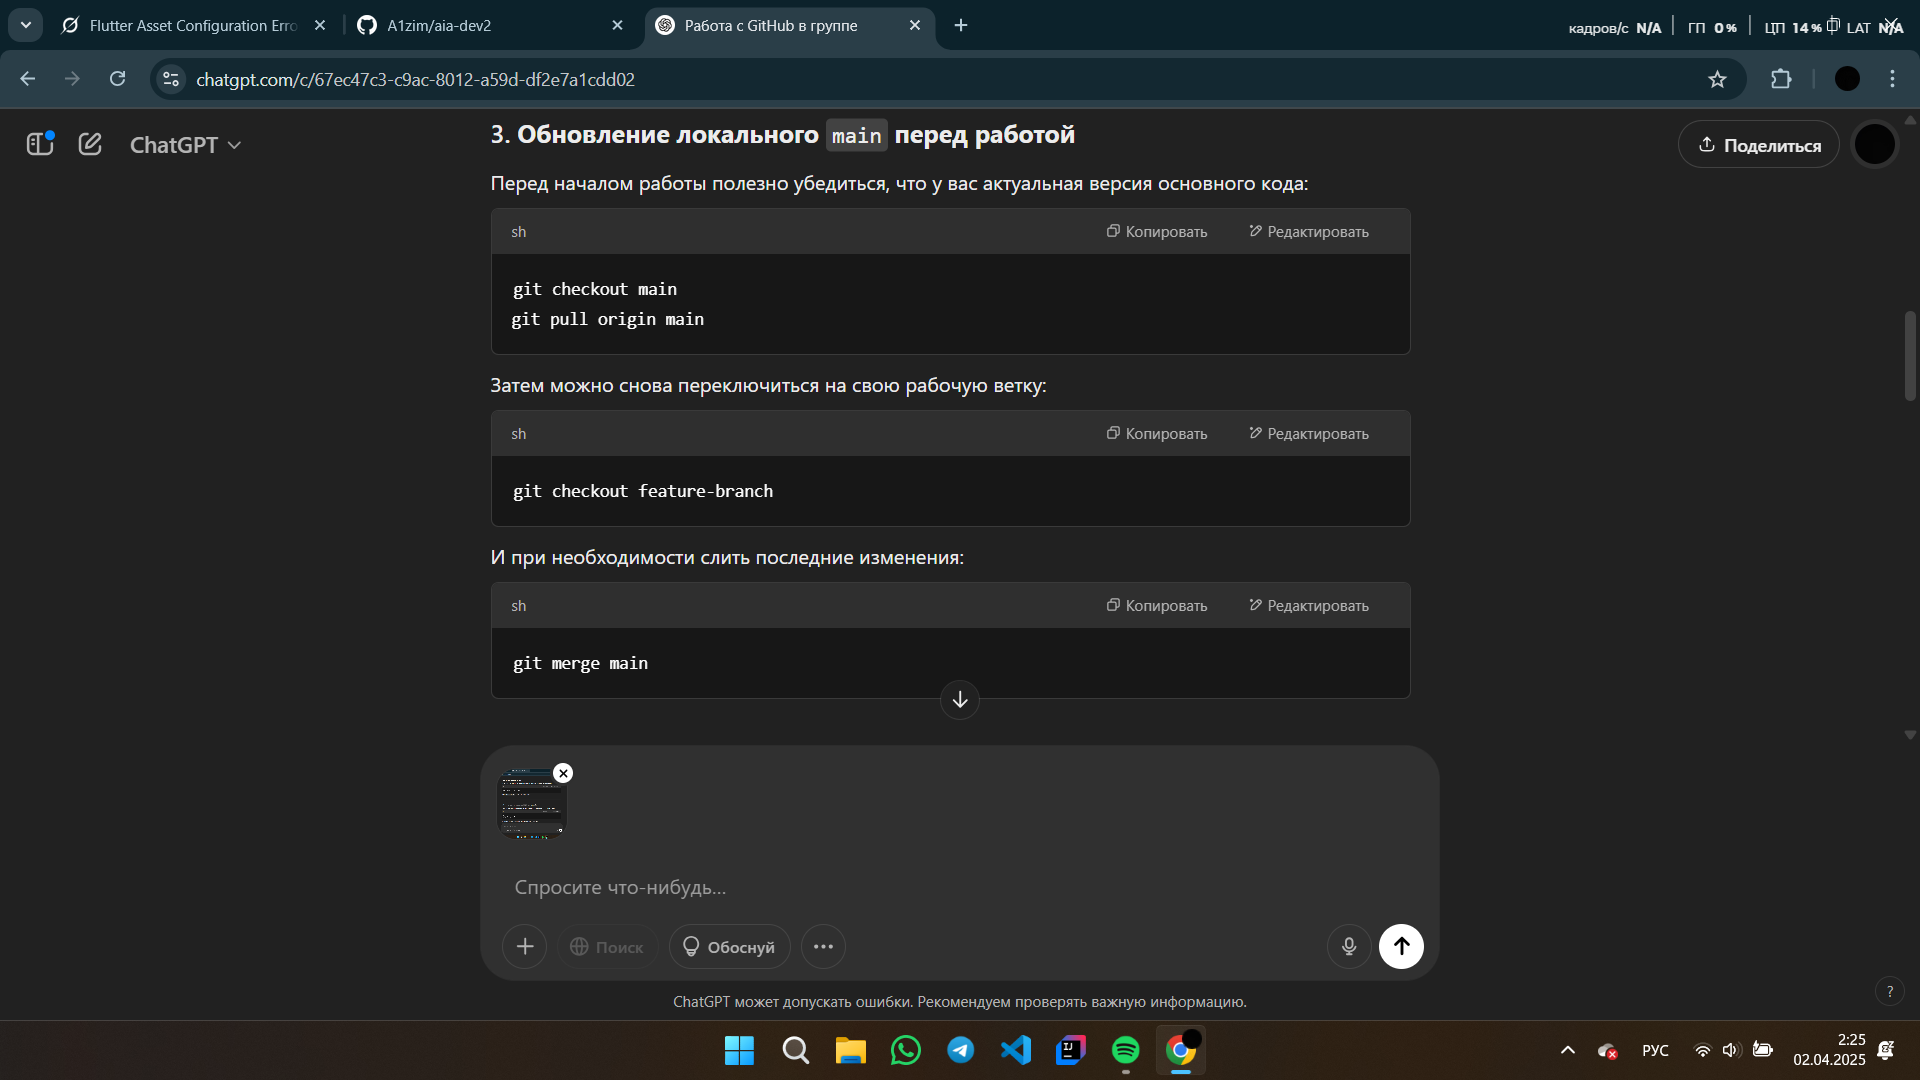 Flutter Asset Configuration Erro
A1zim/aia-dev2
Работа с GitHub в группе
кадров/с N/A
ГП 0 %
ЦП 14 %
LAT N/A
chatgpt.com/c/67ec47c3-c9ac-8012-a59d-df2e7a1cdd02
ChatGPT
Поделиться
3. Обновление локального main перед работой
Перед началом работы полезно убедиться, что у вас актуальная версия основного кода:
sh
Копировать
Редактировать
git checkout main
git pull origin main
Затем можно снова переключиться на свою рабочую ветку:
sh
Копировать
Редактировать
git checkout feature-branch
И при необходимости слить последние изменения:
sh
Копировать
Редактировать
git merge main
Спросите что-нибудь...
Поиск
Обоснуй
ChatGPT может допускать ошибки. Рекомендуем проверять важную информацию.
?
РУС
2:25
02.04.2025